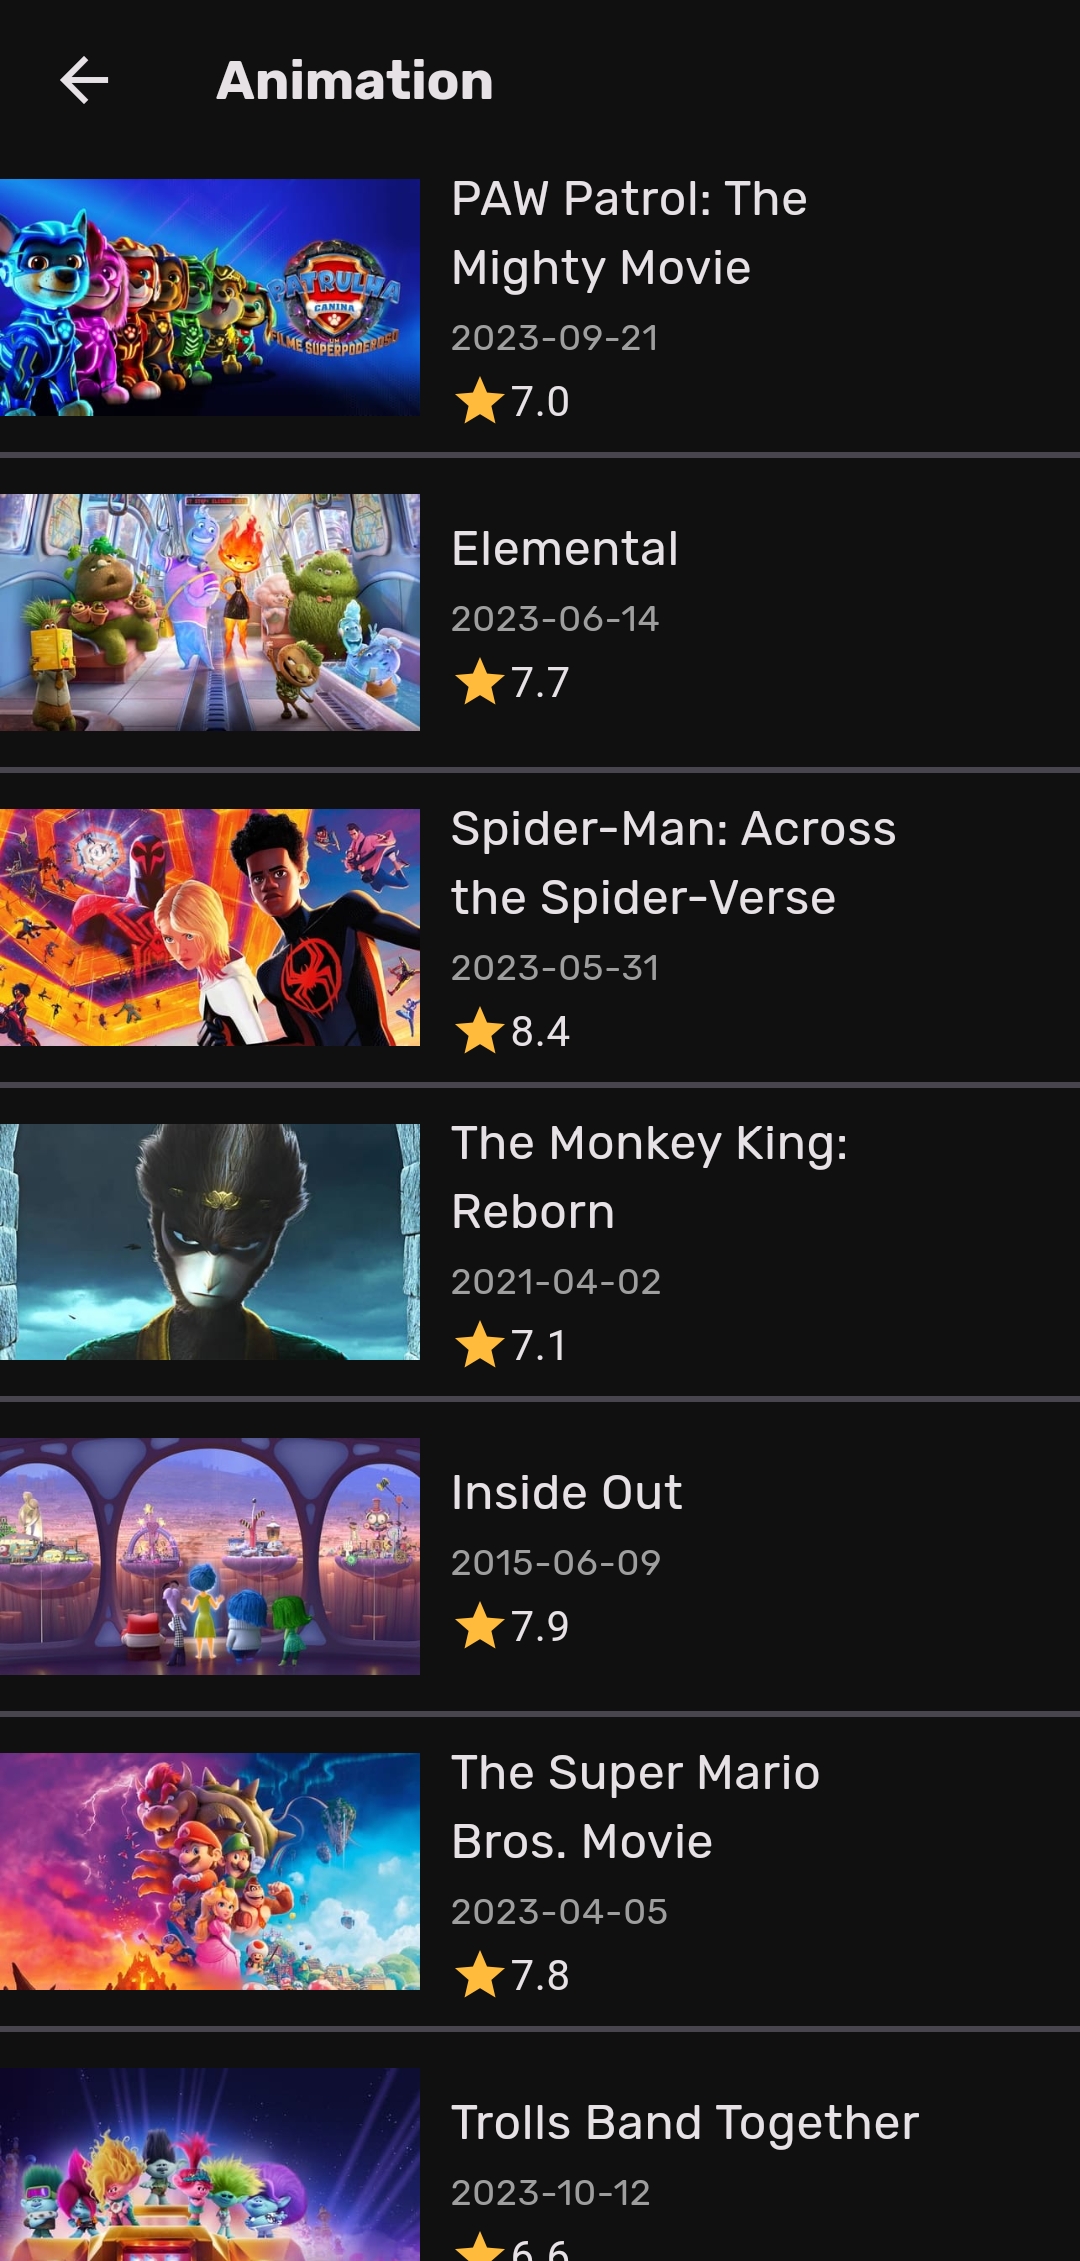 Animation
PAW Patrol: The
Mighty Movie
2023-09-21
7.0
PATRULHA
CANINA
UM
FILME SUPERPODEROSO
Elemental
2023-06-14
7.7
Spider-Man: Across
the Spider-Verse
2023-05-31
8.4
The Monkey King:
Reborn
2021-04-02
7.1
Inside Out
2015-06-09
7.9
The Super Mario
Bros. Movie
2023-04-05
7.8
Trolls Band Together
2023-10-12
6.6